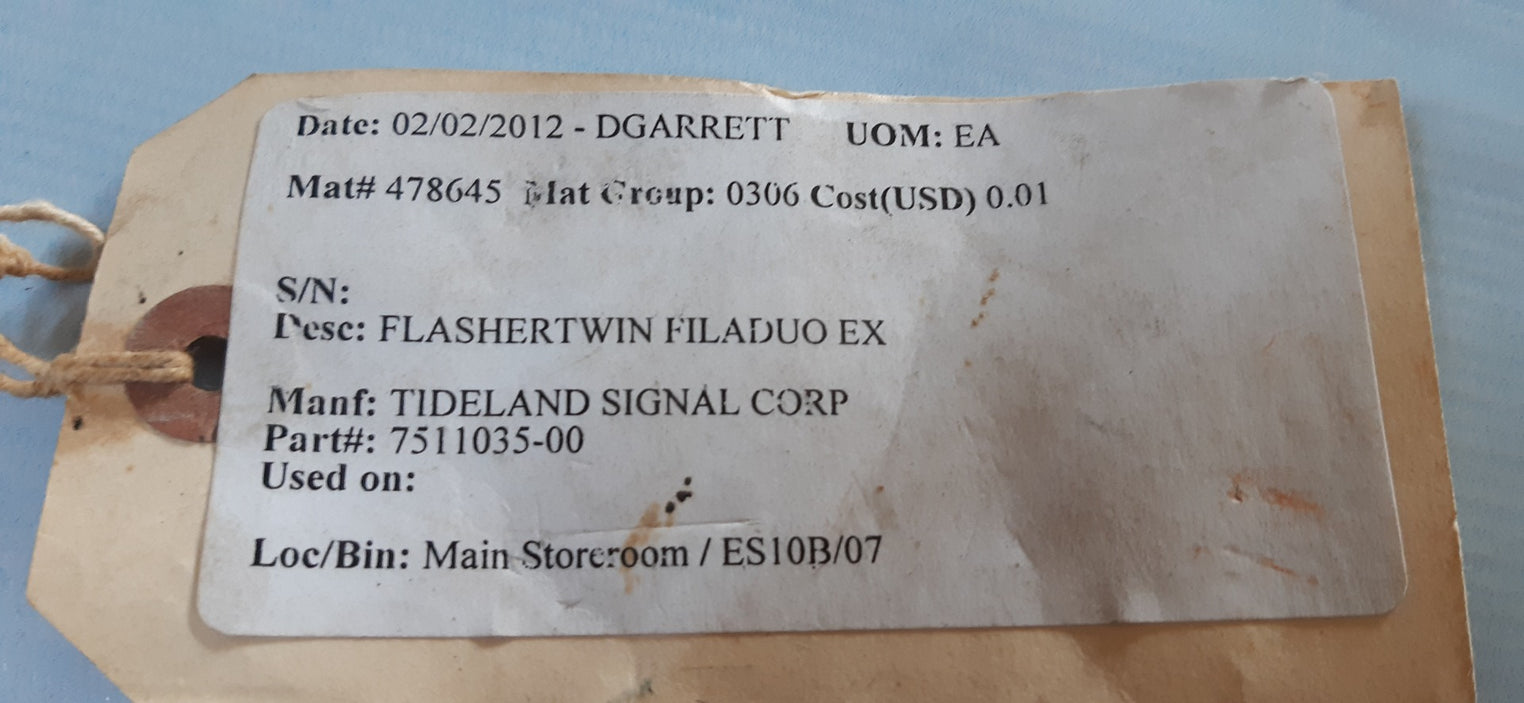 Date: 02/02/2012 - DGARRETT UOM: EA
Mat# 478645 Mat Group: 0306 Cost(USD) 0.01
S/N:
Desc: FLASHERTWIN FILADUO EX
Manf: TIDELAND SIGNAL CORP
Part#: 7511035-00
Used on:
Loc/Bin: Main Storeroom / ES10B/07